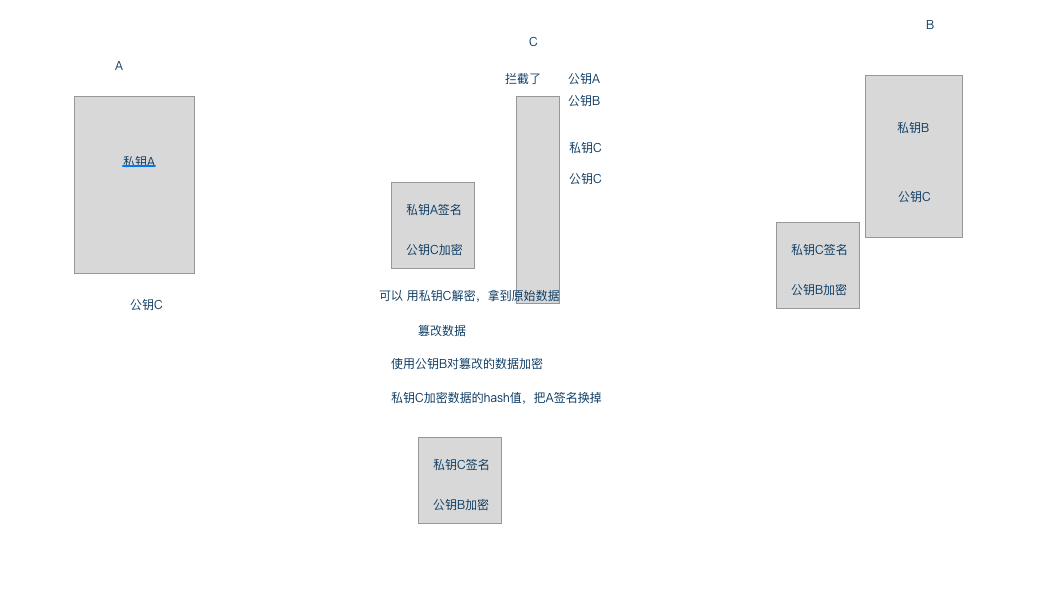 A
私钥A
公钥C
C
拦截了 公钥A
公钥B
私钥C
公钥C
私钥A签名
公钥C加密
可以 用私钥C解密，拿到原始数据
篡改数据
使用公钥B对篡改的数据加密
私钥C加密数据的hash值，把A签名换掉
私钥C签名
公钥B加密
B
私钥B
公钥C
私钥C签名
公钥B加密